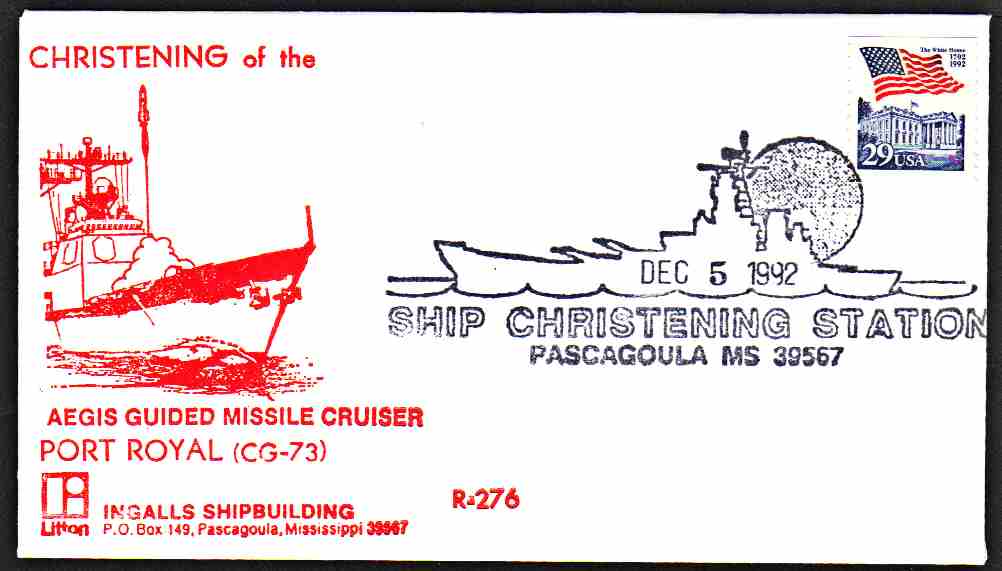 CHRISTENING of the
The White House
1792
1992
29 USA
DEC 5 1992
SHIP CHRISTENING STATION
PASCAGOULA MS 39567
AEGIS GUIDED MISSILE CRUISER
PORT ROYAL (CG-73)
Litton
INGALLS SHIPBUILDING
P.O. Box 149, Pascagoula, Mississippi 39567
R-276